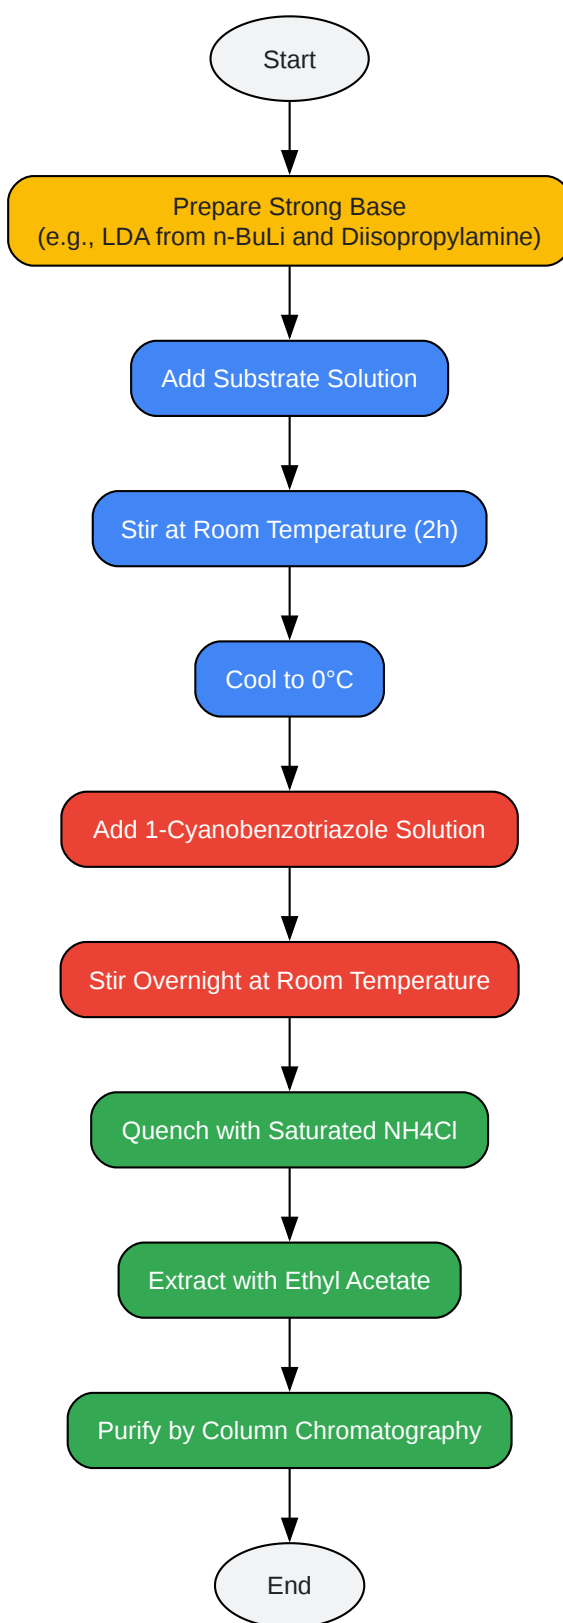 Start
Prepare Strong Base
(e.g., LDA from n-BuLi and Diisopropylamine)
Add Substrate Solution
Stir at Room Temperature (2h)
Cool to 0°C
Add 1-Cyanobenzotriazole Solution
Stir Overnight at Room Temperature
Quench with Saturated NH4Cl
Extract with Ethyl Acetate
Purify by Column Chromatography
End